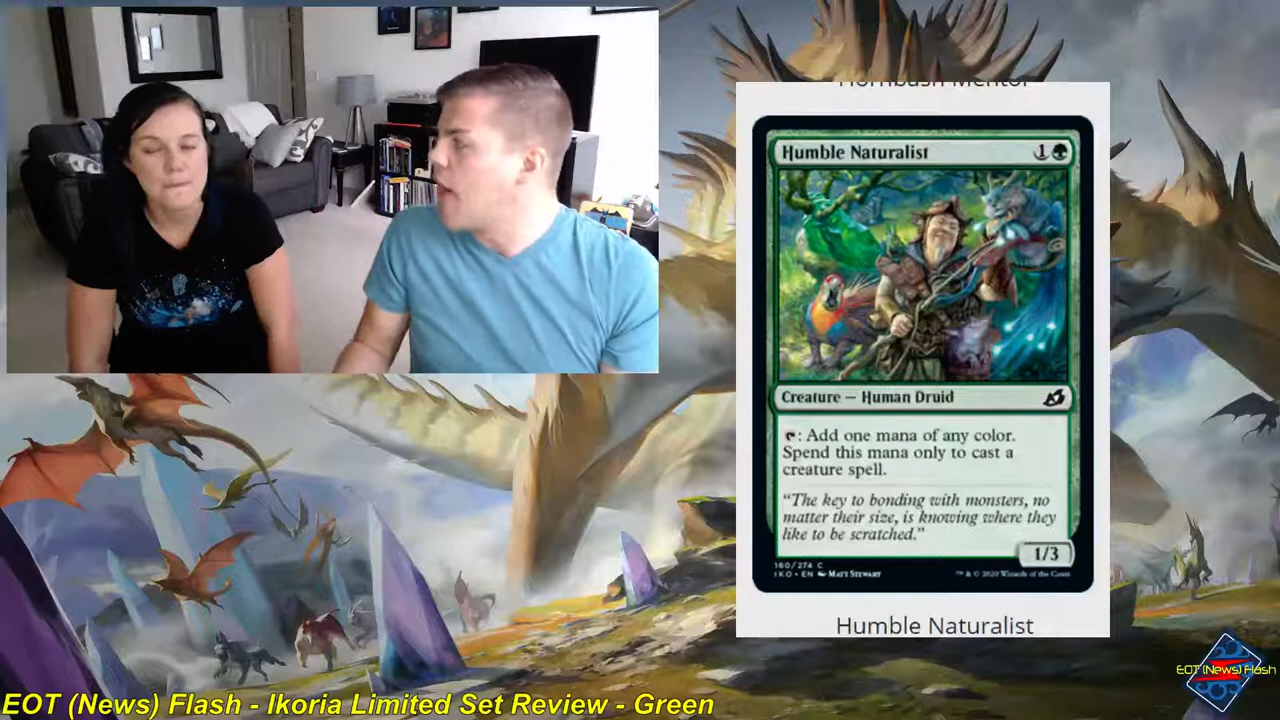 Hornbash Mentor
Humble Naturalist 1
: Add one mana of any color.
Spend this mana only to cast a
creature spell.
Creature — Human Druid
“The key to bonding with monsters, no
matter their size, is knowing where they
like to be scratched.”
1/3
160/274 C
IKO • EN Matt Stewart
™ & © 2020 Wizards of the Coast
Humble Naturalist
EOT (News) Flash
EOT (News) Flash - Ikoria Limited Set Review - Green